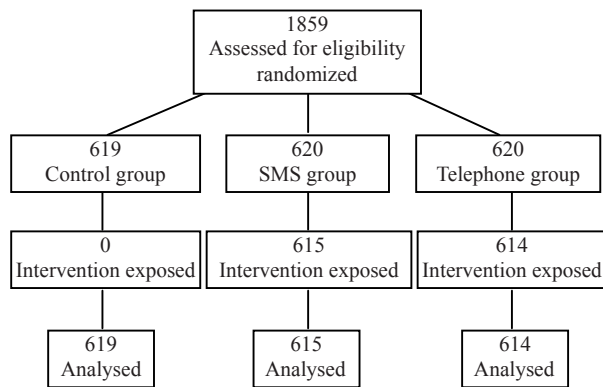 1859
Assessed for eligibility
randomized
619
Control group
620
SMS group
620
Telephone group
0
Intervention exposed
615
Intervention exposed
614
Intervention exposed
619
Analysed
615
Analysed
614
Analysed